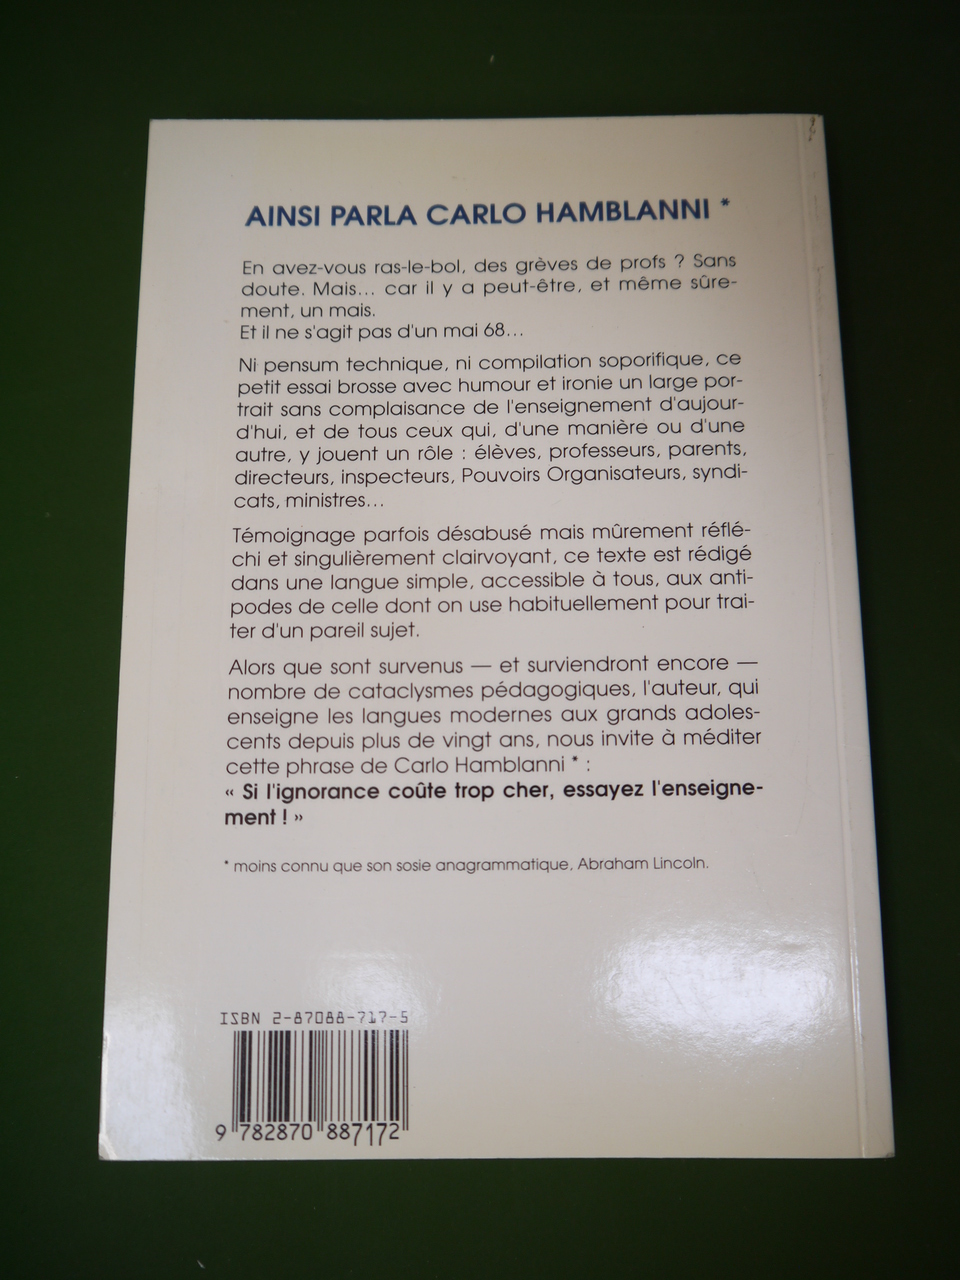 AINSI PARLA CARLO HAMBLANNI *
En avez-vous ras-le-bol, des grèves de profs ? Sans
doute. Mais... car il y a peut-être, et même sûre-
ment, un mais.
Et il ne s'agit pas d'un mai 68...
Ni pensum technique, ni compilation soporifique, ce
petit essai brosse avec humour et ironie un large por-
trait sans complaisance de l'enseignement d'aujour-
d'hui, et de tous ceux qui, d'une manière ou d'une
autre, y jouent un rôle : élèves, professeurs, parents,
directeurs, inspecteurs, Pouvoirs Organisateurs, syndi-
cats, ministres...
Témoignage parfois désabusé mais mûrement réflé-
chi et singulièrement clairvoyant, ce texte est rédigé
dans une langue simple, accessible à tous, aux anti-
podes de celle dont on use habituellement pour trai-
ter d'un pareil sujet.
Alors que sont survenus — et surviendront encore —
nombre de cataclysmes pédagogiques, l'auteur, qui
enseigne les langues modernes aux grands adoles-
cents depuis plus de vingt ans, nous invite à méditer
cette phrase de Carlo Hamblanni * :
« Si l'ignorance coûte trop cher, essayez l'enseigne-
ment ! »
* moins connu que son sosie anagrammatique, Abraham Lincoln.
ISBN 2-87088-717-5
9 782870 887172